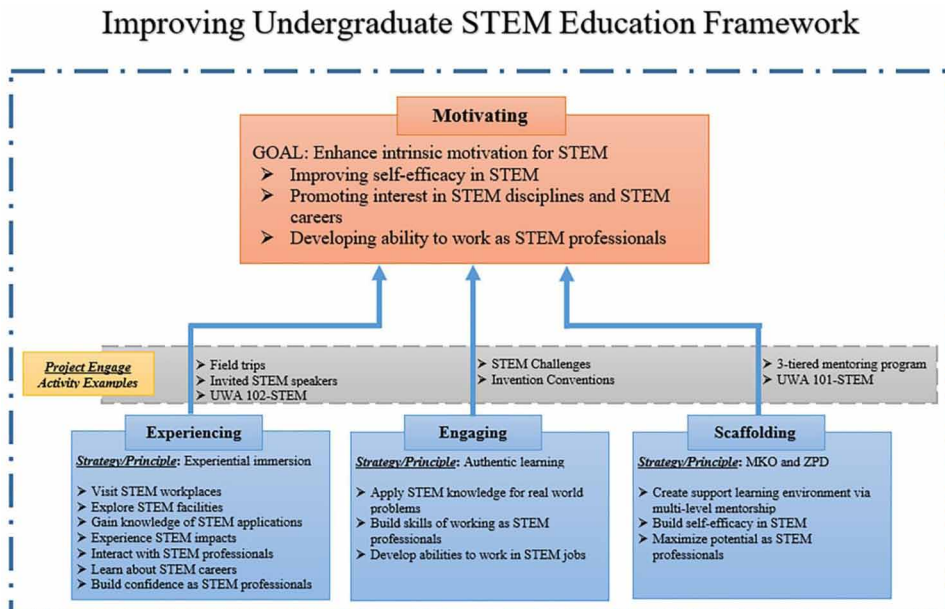 Improving Undergraduate STEM Education Framework
Motivating
GOAL: Enhance intrinsic motivation for STEM
➤ Improving self-efficacy in STEM
➤ Promoting interest in STEM disciplines and STEM
careers
➤ Developing ability to work as STEM professionals
Project Engage
Activity Examples
➤ Field trips
➤ Invited STEM speakers
➤ UWA 102-STEM
➤ STEM Challenges
➤ Invention Conventions
➤ 3-tiered mentoring program
➤ UWA 101-STEM
Experiencing
Strategy/Principle: Experiential immersion
➤ Visit STEM workplaces
➤ Explore STEM facilities
➤ Gain knowledge of STEM applications
➤ Experience STEM impacts
➤ Interact with STEM professionals
➤ Learn about STEM careers
➤ Build confidence as STEM professionals
Engaging
Strategy/Principle: Authentic learning
➤ Apply STEM knowledge for real world
problems
➤ Build skills of working as STEM
professionals
➤ Develop abilities to work in STEM jobs
Scaffolding
Strategy/Principle: MKO and ZPD
➤ Create support learning environment via
multi-level mentorship
➤ Build self-efficacy in STEM
➤ Maximize potential as STEM
professionals